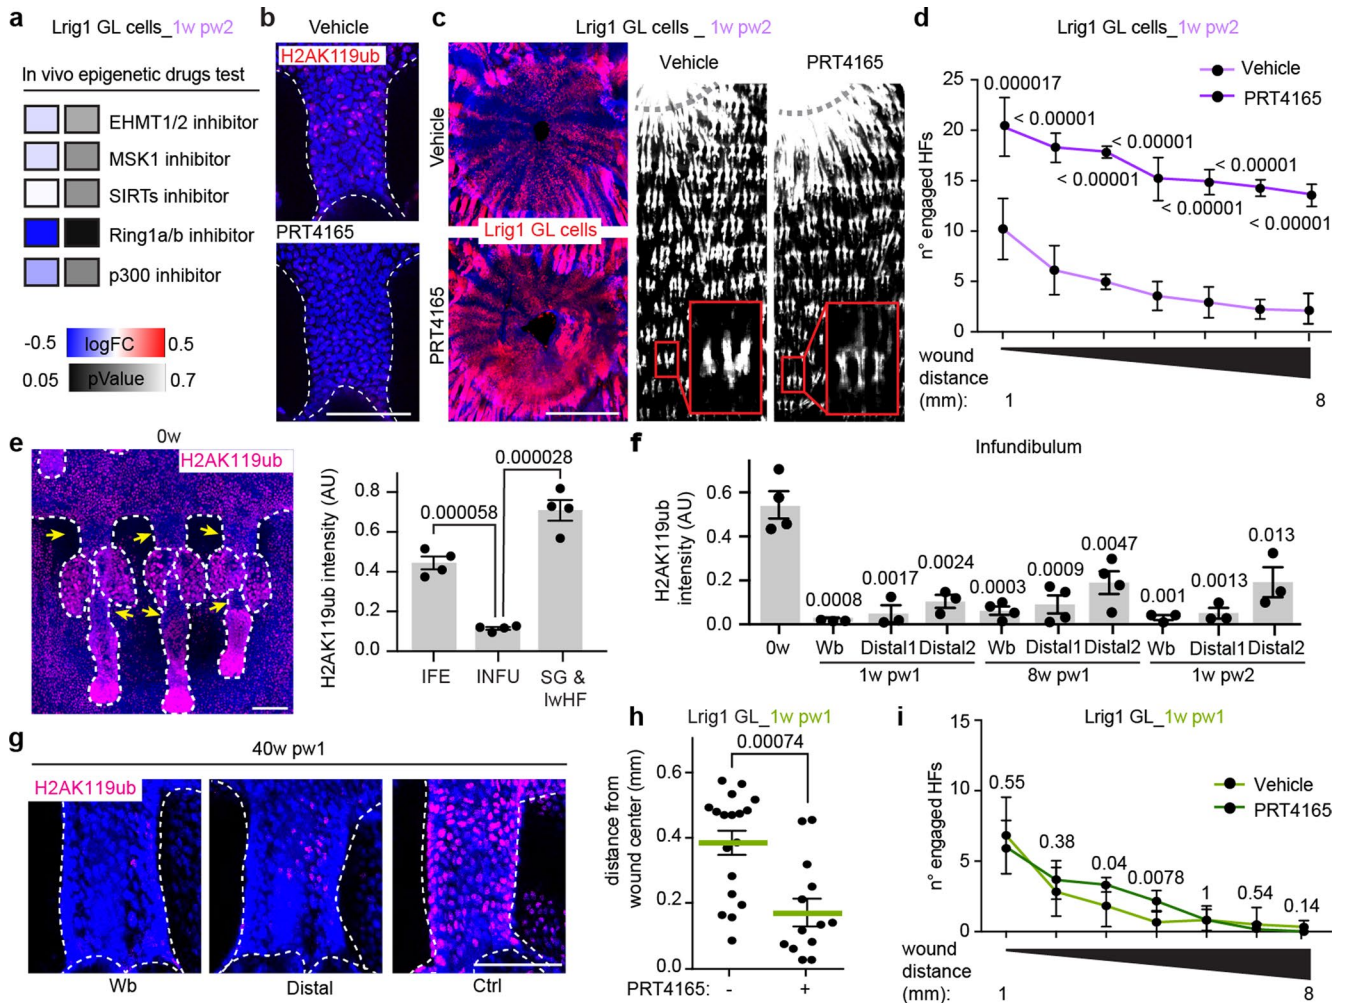 a
Lrig1 GL cells_1w pw2
In vivo epigenetic drugs test
EHMT1/2 inhibitor
MSK1 inhibitor
SIRTs inhibitor
Ring1a/b inhibitor
p300 inhibitor
-0.5 logFC 0.5
0.05 pValue 0.7
b
Vehicle
H2AK119ub
PRT4165
c
Lrig1 GL cells _ 1w pw2
Vehicle
PRT4165
Lrig1 GL cells
Vehicle
PRT4165
d
Lrig1 GL cells_1w pw2
n° engaged HFs
25
20
15
10
5
0
0.000017
< 0.00001
< 0.00001
< 0.00001
< 0.00001
< 0.00001
< 0.00001
Vehicle
PRT4165
wound
distance
(mm):
1
8
e
0w
H2AK119ub
H2AK119ub intensity (AU)
0.8
0.6
0.4
0.2
0.0
0.000028
0.000058
IFE
INFU
SG &
lwHF
f
Infundibulum
H2AK119ub
intensity (AU)
0.6
0.4
0.2
0.0
0.0008
0.0017
0.0024
0.0003
0.0009
0.0047
0.001
0.0013
0.013
0w
Wb Distal1 Distal2
Wb Distal1 Distal2
Wb Distal1 Distal2
1w pw1
8w pw1
1w pw2
g
40w pw1
H2AK119ub
Wb
Distal
Ctrl
h
Lrig1 GL_1w pw1
0.00074
distance from
wound center (mm)
0.6
0.4
0.2
0.0
PRT4165: - +
i
Lrig1 GL_1w pw1
n° engaged HFs
15
10
5
0
0.55
0.38
0.04
0.0078
1
0.54
0.14
Vehicle
PRT4165
wound
distance
(mm):
1
8